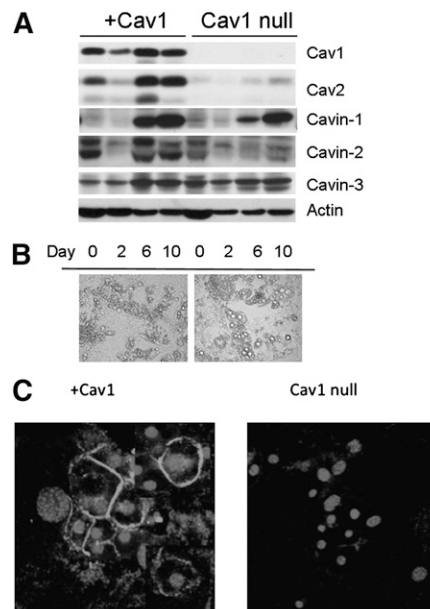 A
+Cav1 Cav1 null
Cav1
Cav2
Cavin-1
Cavin-2
Cavin-3
Actin
B
Day 0 2 6 10 0 2 6 10
C
+Cav1 Cav1 null